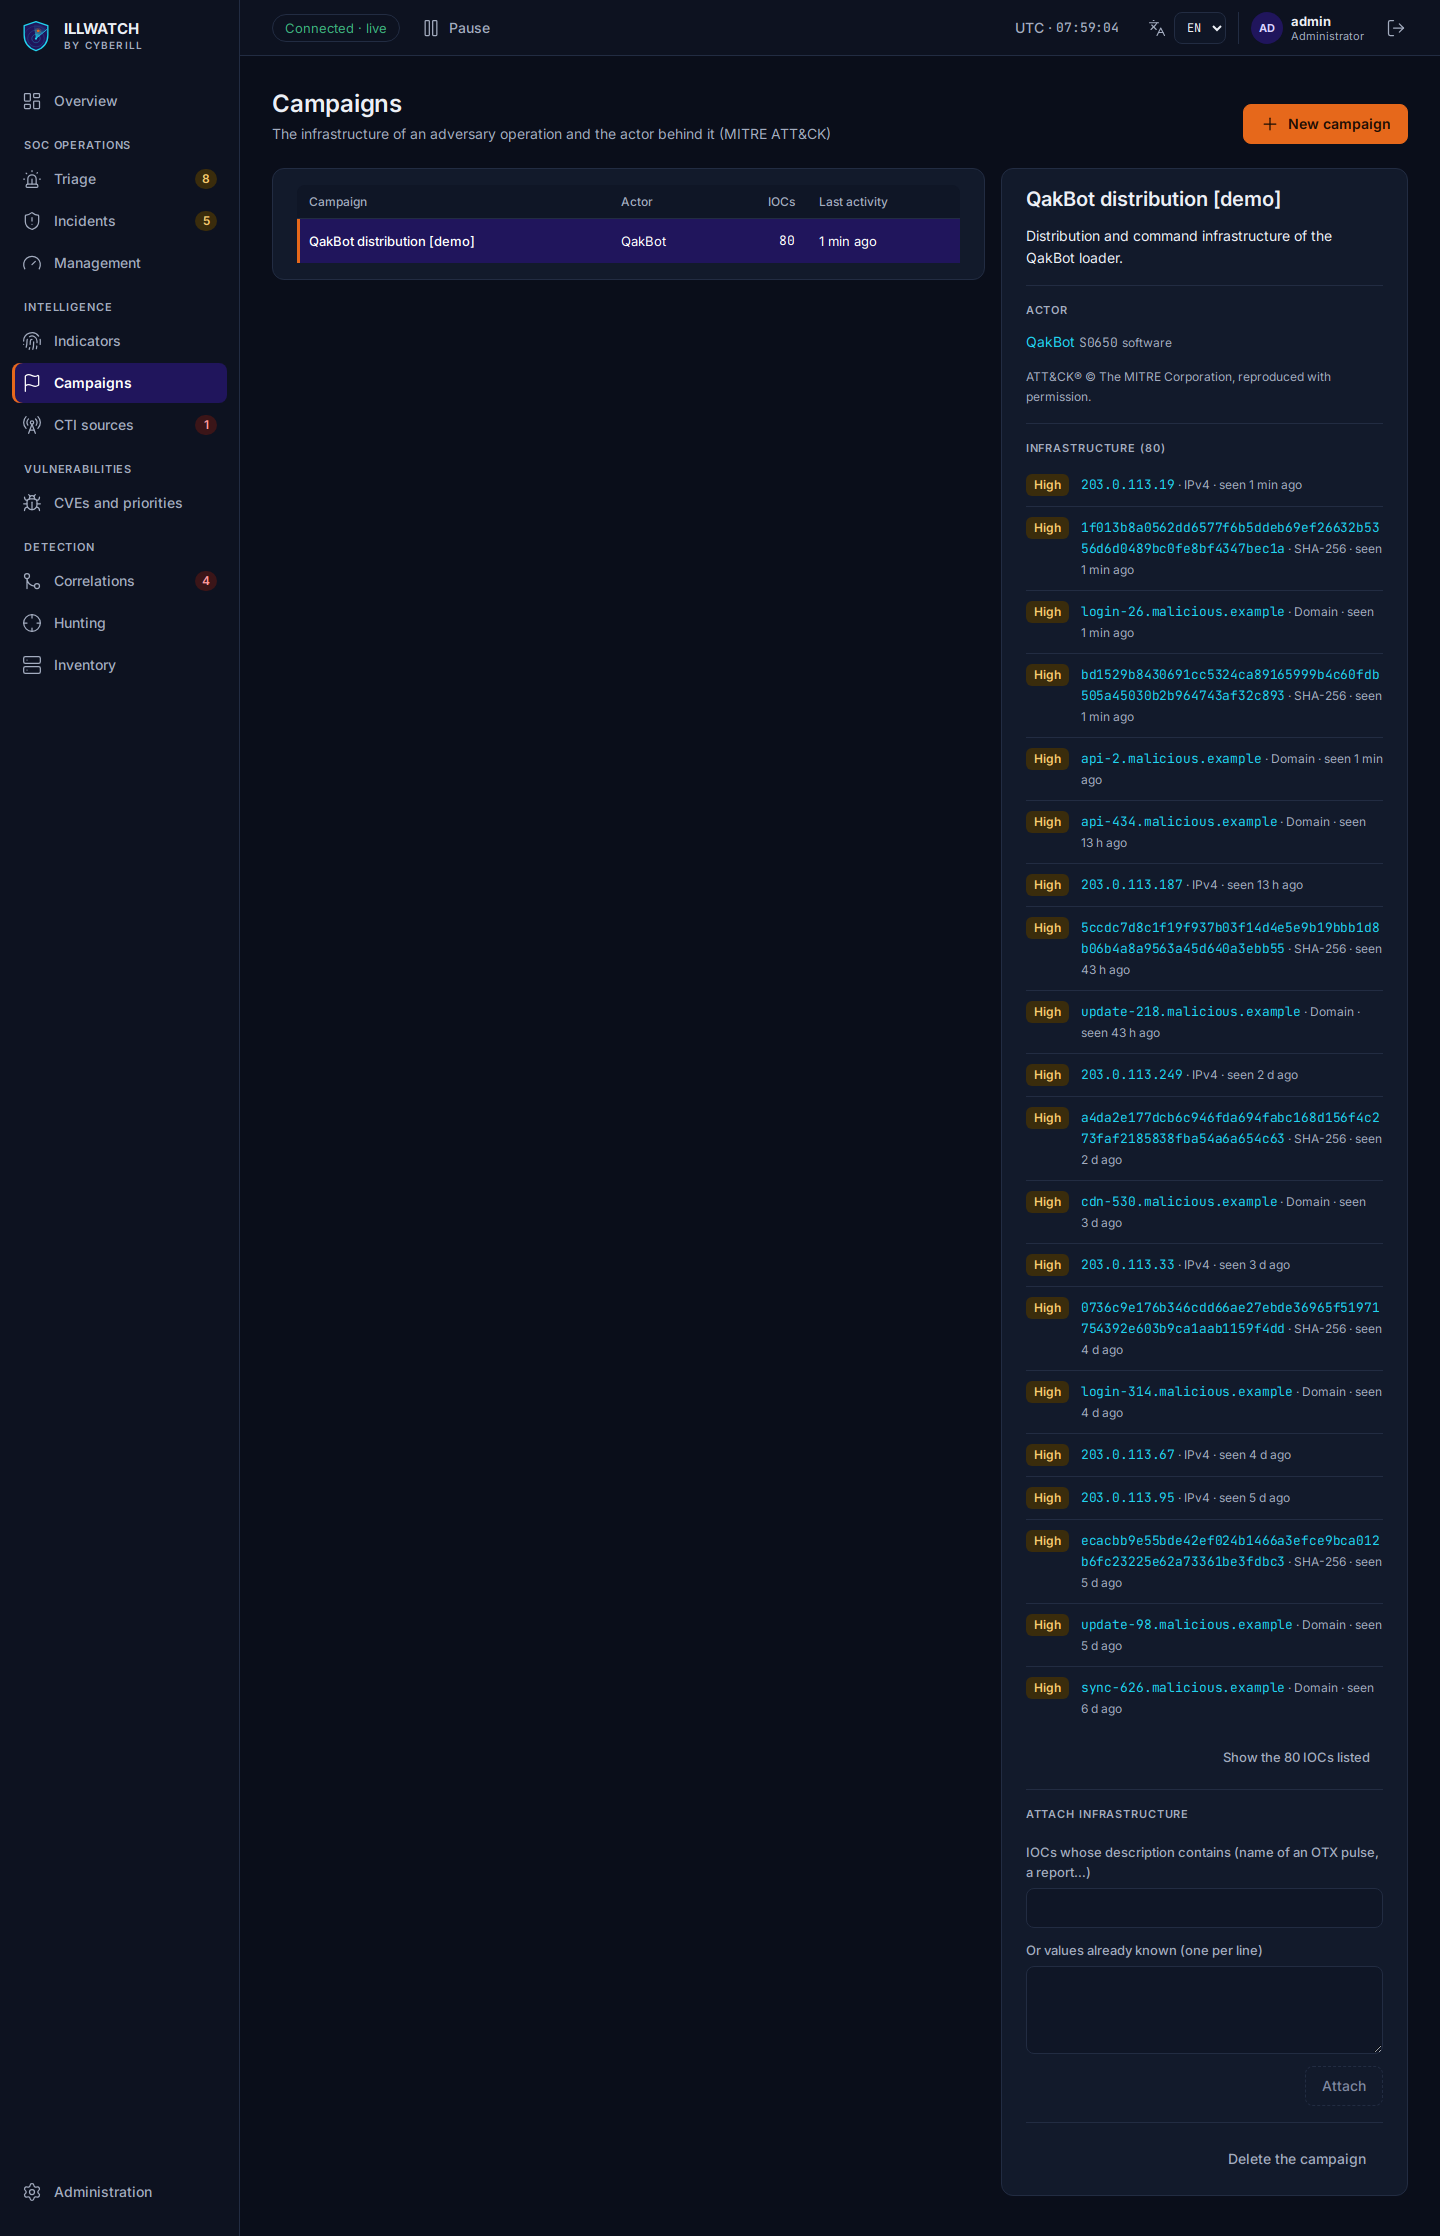 ILLWATCH
BY CYBERILL
Overview
SOC OPERATIONS
Triage 8
Incidents 5
Management
INTELLIGENCE
Indicators
Campaigns
CTI sources 1
VULNERABILITIES
CVEs and priorities
DETECTION
Correlations 4
Hunting
Inventory
Administration
Connected · live
Pause
UTC · 07:59:04
EN
AD
admin
Administrator
Campaigns
The infrastructure of an adversary operation and the actor behind it (MITRE ATT&CK)
New campaign
Campaign Actor IOCs Last activity
QakBot distribution [demo] QakBot 80 1 min ago
QakBot distribution [demo]
Distribution and command infrastructure of the
QakBot loader.
ACTOR
QakBot S0650 software
ATT&CK® © The MITRE Corporation, reproduced with
permission.
INFRASTRUCTURE (80)
High 203.0.113.19 · IPv4 · seen 1 min ago
High 1f013b8a0562dd6577f6b5ddeb69ef26632b53
56d6d0489bc0fe8bf4347bec1a · SHA-256 · seen
1 min ago
High login-26.malicious.example · Domain · seen
1 min ago
High bd1529b8430691cc5324ca89165999b4c60fdb
505a45030b2b964743af32c893 · SHA-256 · seen
1 min ago
High api-2.malicious.example · Domain · seen 1 min
ago
High api-434.malicious.example · Domain · seen
13 h ago
High 203.0.113.187 · IPv4 · seen 13 h ago
High 5ccdc7d8c1f19f937b03f14d4e5e9b19bbb1d8
b06b4a8a9563a45d640a3ebb55 · SHA-256 · seen
43 h ago
High update-218.malicious.example · Domain ·
seen 43 h ago
High 203.0.113.249 · IPv4 · seen 2 d ago
High a4da2e177dcb6c946fda694fabc168d156f4c2
73faf2185838fba54a6a654c63 · SHA-256 · seen
2 d ago
High cdn-530.malicious.example · Domain · seen
3 d ago
High 203.0.113.33 · IPv4 · seen 3 d ago
High 0736c9e176b346cdd66ae27ebde36965f51971
754392e603b9ca1aab1159f4dd · SHA-256 · seen
4 d ago
High login-314.malicious.example · Domain · seen
4 d ago
High 203.0.113.67 · IPv4 · seen 4 d ago
High 203.0.113.95 · IPv4 · seen 5 d ago
High ecacbb9e55bde42ef024b1466a3efce9bca012
b6fc23225e62a73361be3fdbc3 · SHA-256 · seen
5 d ago
High update-98.malicious.example · Domain · seen
5 d ago
High sync-626.malicious.example · Domain · seen
6 d ago
Show the 80 IOCs listed
ATTACH INFRASTRUCTURE
IOCs whose description contains (name of an OTX pulse,
a report…)
Or values already known (one per line)
Attach
Delete the campaign